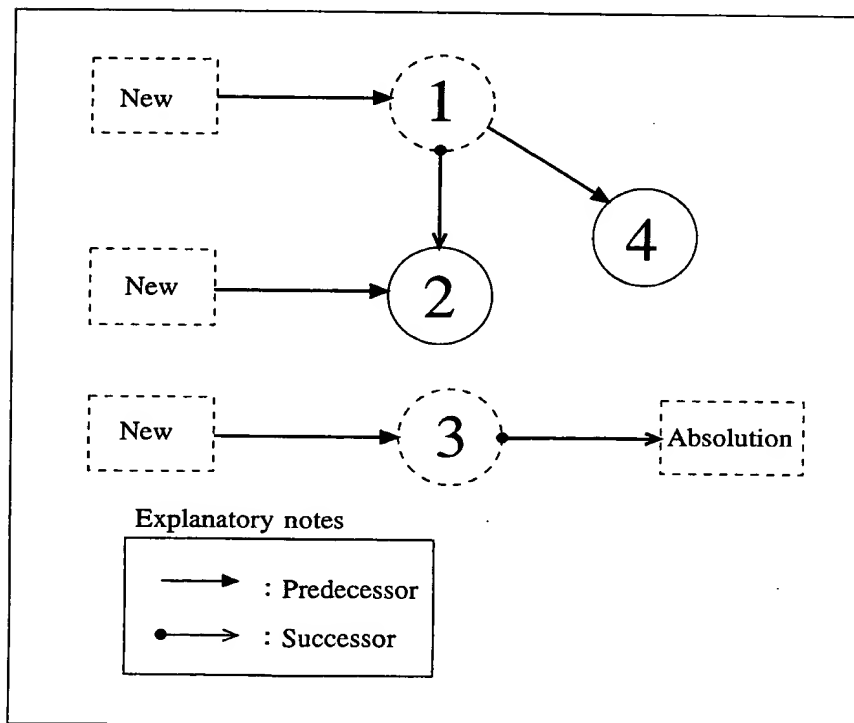 New
1
4
New
2
New
3
Absolution
Explanatory notes
: Predecessor
: Successor